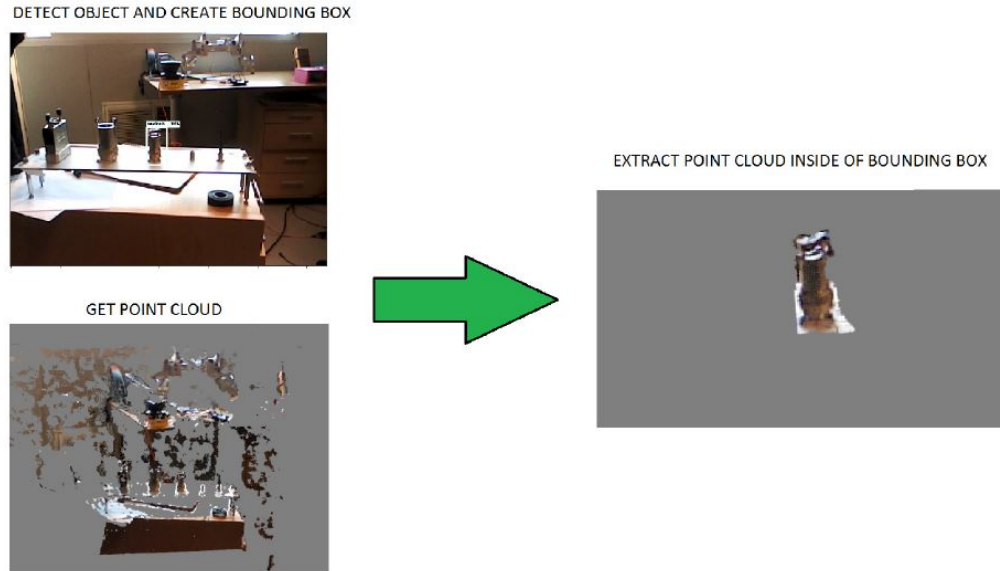 DETECT OBJECT AND CREATE BOUNDING BOX
GET POINT CLOUD
EXTRACT POINT CLOUD INSIDE OF BOUNDING BOX